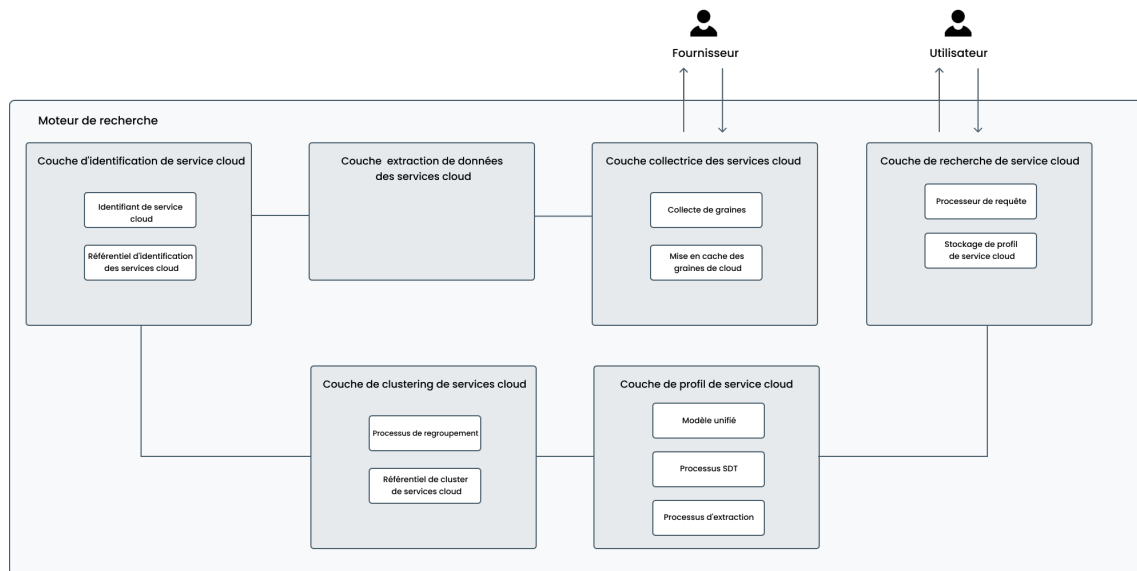 Fournisseur
Utilisateur
Moteur de recherche
Couche d'identification de service cloud
Identifiant de service
cloud
Référentiel d'identification
des services cloud
Couche extraction de données
des services cloud
Couche collectrice des services cloud
Collecte de graines
Mise en cache des
graines de cloud
Couche de recherche de service cloud
Processeur de requête
Stockage de profil
de service cloud
Couche de clustering de services cloud
Processus de regroupement
Référentiel de cluster
de services cloud
Couche de profil de service cloud
Modèle unifié
Processus SDT
Processus d'extraction